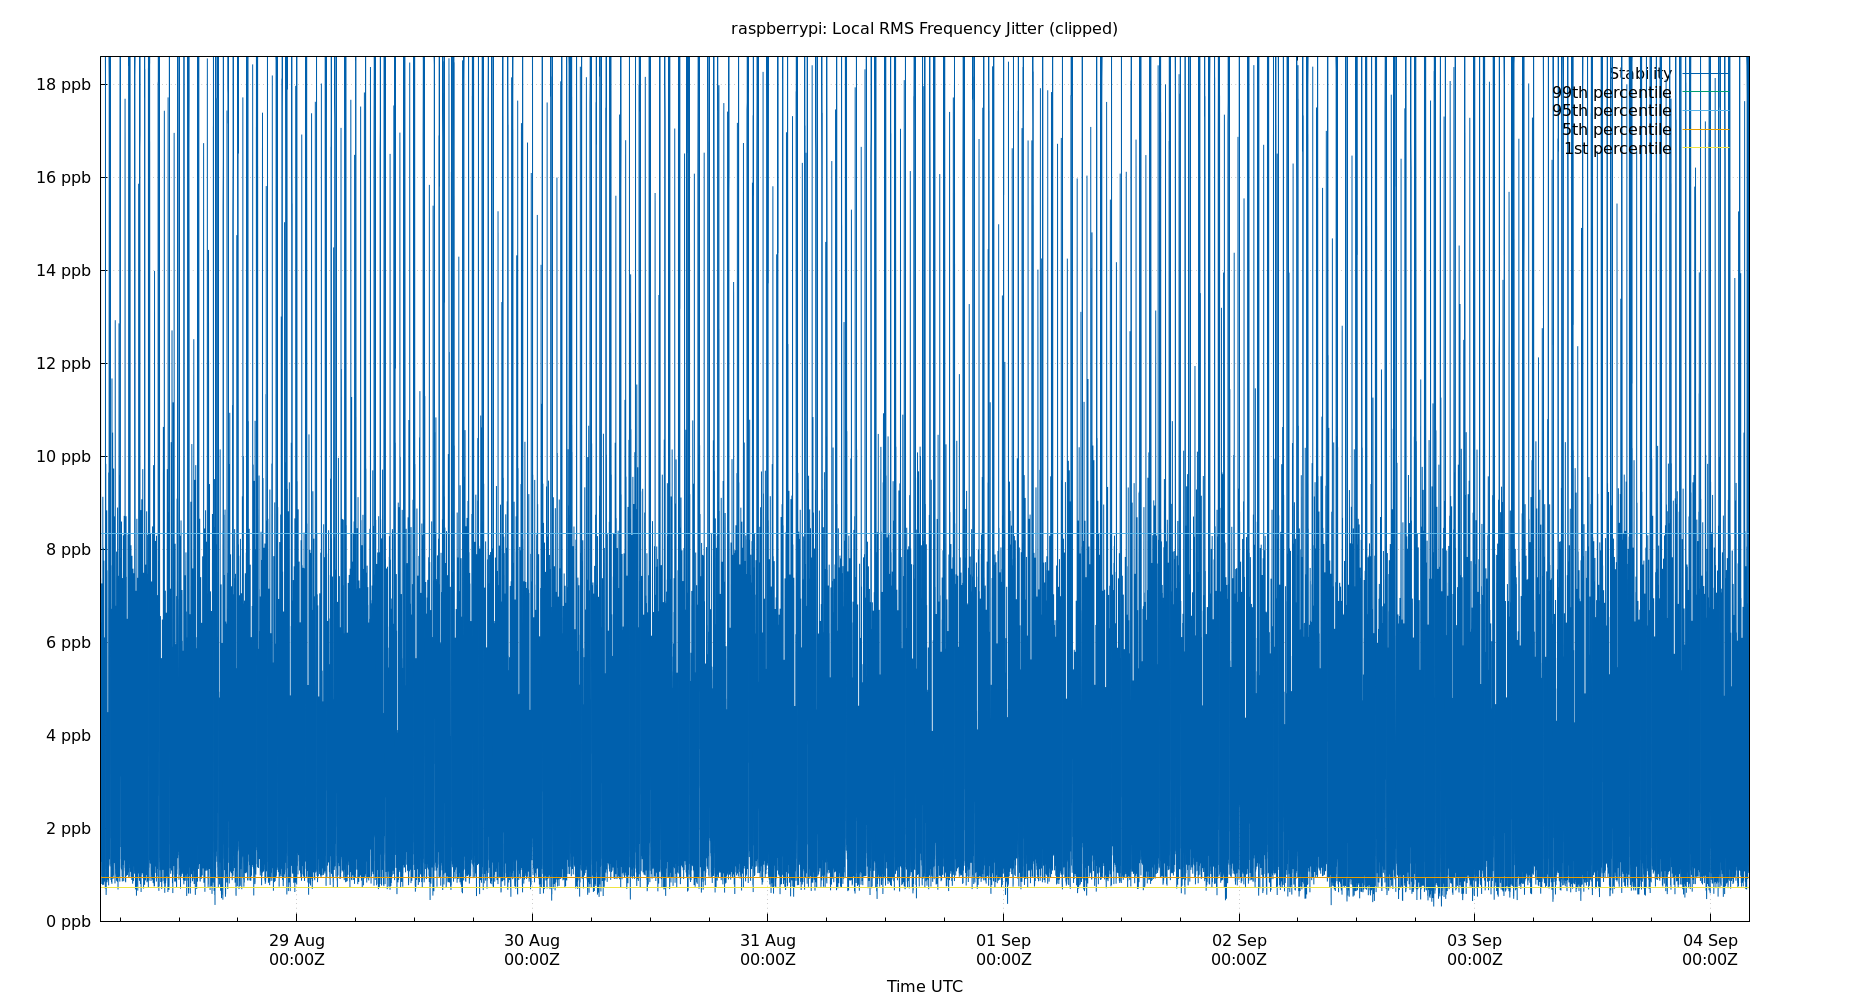 raspberrypi: Local RMS Frequency Jitter (clipped)
Stability
99th percentile
95th percentile
5th percentile
1st percentile
18 ppb
16 ppb
14 ppb
12 ppb
10 ppb
8 ppb
6 ppb
4 ppb
2 ppb
0 ppb
29 Aug
00:00Z
30 Aug
00:00Z
31 Aug
00:00Z
01 Sep
00:00Z
02 Sep
00:00Z
03 Sep
00:00Z
04 Sep
00:00Z
Time UTC